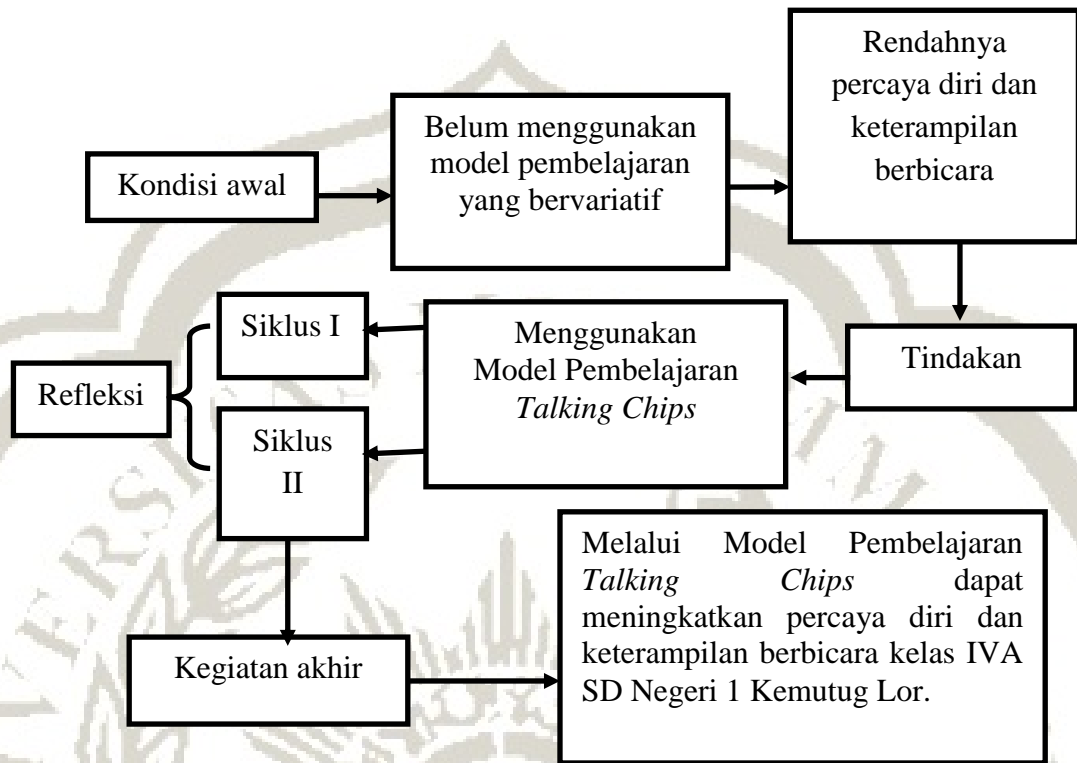 Kondisi awal
Belum menggunakan
model pembelajaran
yang bervariatif
Rendahnya
percaya diri dan
keterampilan
berbicara
Tindakan
Menggunakan
Model Pembelajaran
Talking Chips
Siklus I
Siklus
II
Refleksi
Kegiatan akhir
Melalui Model Pembelajaran
Talking Chips dapat
meningkatkan percaya diri dan
keterampilan berbicara kelas IVA
SD Negeri 1 Kemutug Lor.